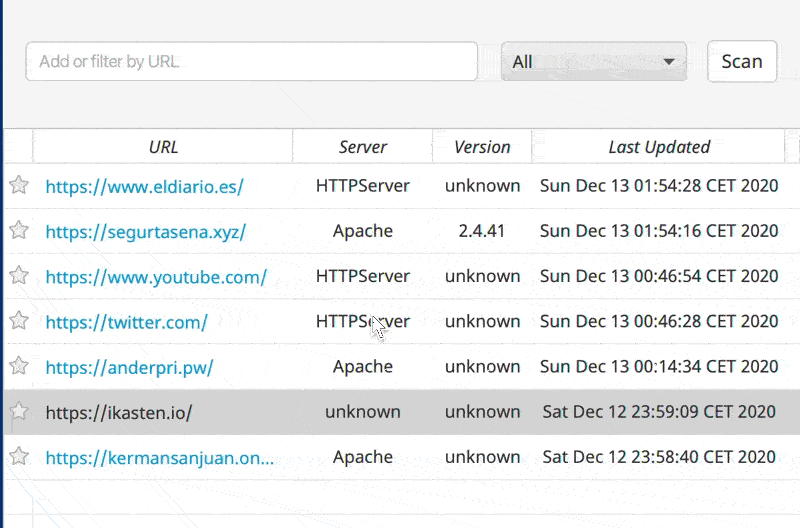 Add or filter by URL All Scan
URL Server Version Last Updated
https://www.eldiario.es/ HTTPServer unknown Sun Dec 13 01:54:28 CET 2020
https://segurtasena.xyz/ Apache 2.4.41 Sun Dec 13 01:54:16 CET 2020
https://www.youtube.com/ HTTPServer unknown Sun Dec 13 00:46:54 CET 2020
https://twitter.com/ HTTPServer unknown Sun Dec 13 00:46:28 CET 2020
https://anderpri.pw/ Apache unknown Sun Dec 13 00:14:34 CET 2020
https://ikasten.io/ unknown unknown Sat Dec 12 23:59:09 CET 2020
https://kermansanjuan.on... Apache unknown Sat Dec 12 23:58:40 CET 2020